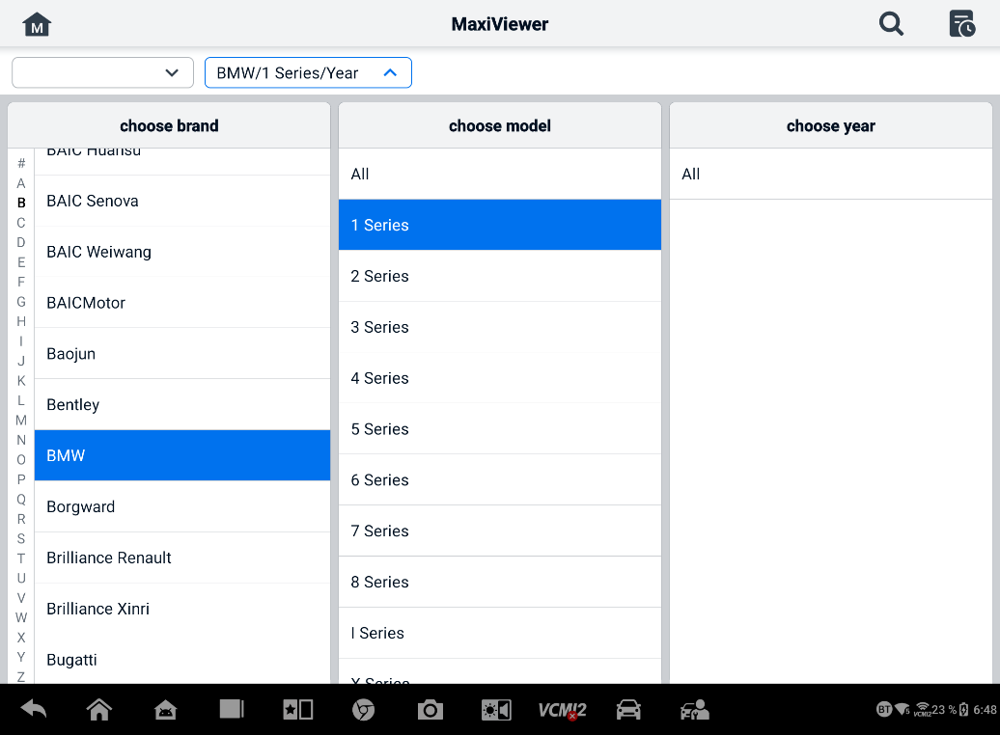 M
MaxiViewer
BMW/1 Series/Year
choose brand
choose model
choose year
#
A
B
C
D
E
F
G
H
I
J
K
L
M
N
O
P
Q
R
S
T
U
V
W
X
Y
Z
BAIC Huansu
BAIC Senova
BAIC Weiwang
BAICMotor
Baojun
Bentley
BMW
Borgward
Brilliance Renault
Brilliance Xinri
Bugatti
All
1 Series
2 Series
3 Series
4 Series
5 Series
6 Series
7 Series
8 Series
I Series
X Series
All
VCMI2
BT 5 VCMI2 23 % 6:48